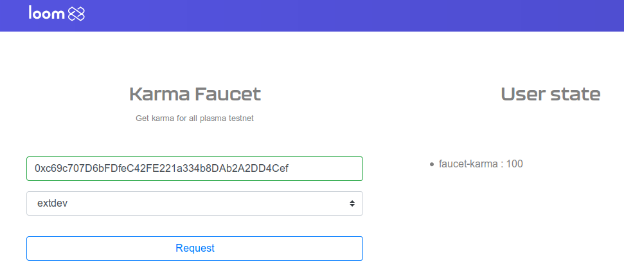 loom
Karma Faucet
Get karma for all plasma testnet
0xc69c707D6bFDfeC42FE221a334b8DAb2A2DD4Cef
extdev
Request
User state
faucet-karma : 100